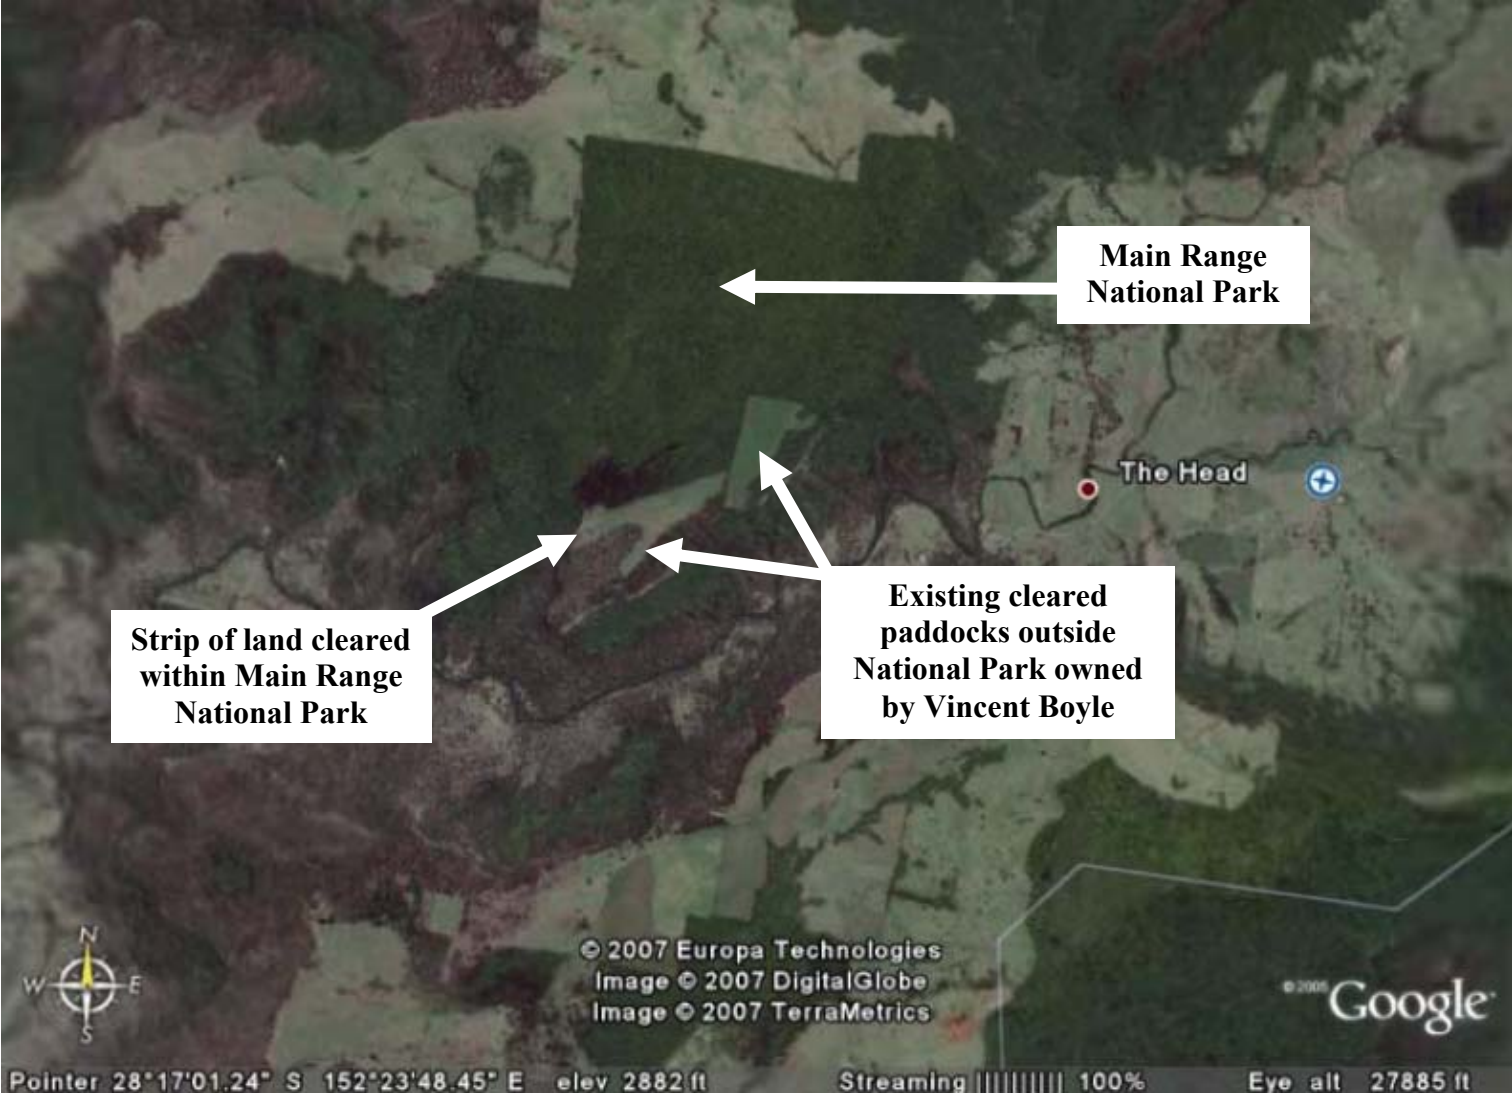 Main Range
National Park
The Head
Strip of land cleared
within Main Range
National Park
Existing cleared
paddocks outside
National Park owned
by Vincent Boyle
N
W E
S
© 2007 Europa Technologies
Image © 2007 DigitalGlobe
Image © 2007 TerraMetrics
©2005 Google
Pointer 28°17'01.24" S 152°23'48.45" E elev 2882 ft Streaming |||||||||| 100% Eye alt 27885 ft